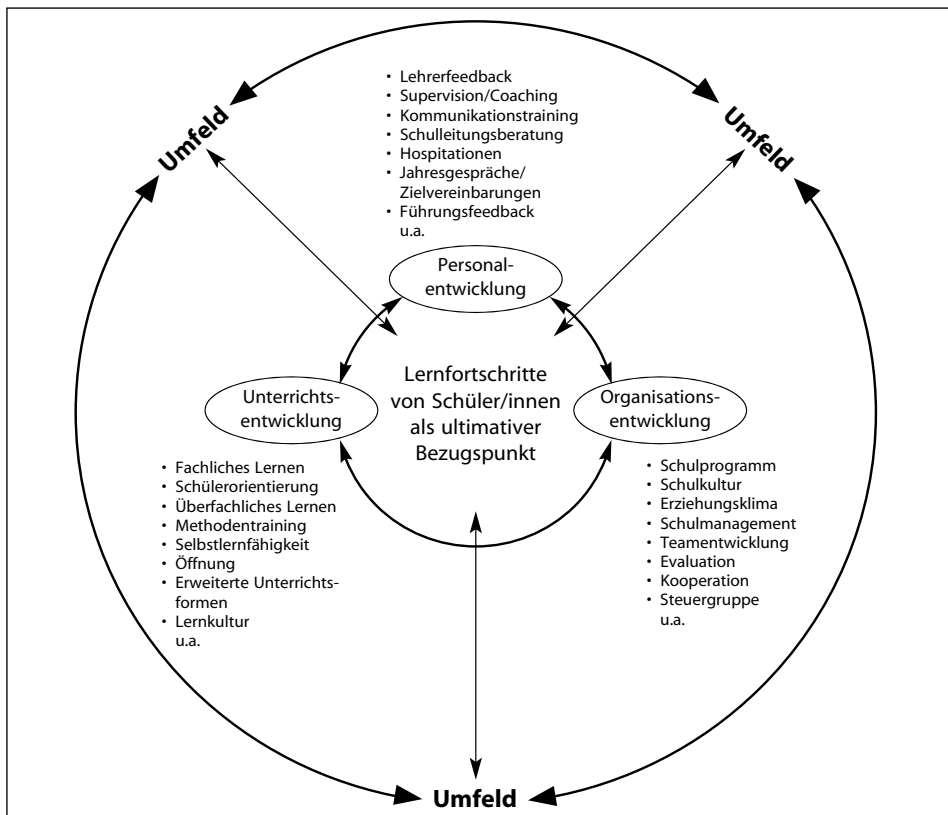 Umfeld
Umfeld
• Lehrerfeedback
• Supervision/Coaching
• Kommunikationstraining
• Schulleitungsberatung
• Hospitationen
• Jahresgespräche/
Zielvereinbarungen
• Führungsfeedback
u.a.
Personal-
entwicklung
Unterrichts-
entwicklung
Lernfortschritte
von Schüler/innen
als ultimativer
Bezugspunkt
Organisations-
entwicklung
• Fachliches Lernen
• Schülerorientierung
• Überfachliches Lernen
• Methodentraining
• Selbstlernfähigkeit
• Öffnung
• Erweiterte Unterrichts-
formen
• Lernkultur
u.a.
• Schulprogramm
• Schulkultur
• Erziehungsklima
• Schulmanagement
• Teamentwicklung
• Evaluation
• Kooperation
• Steuergruppe
u.a.
Umfeld